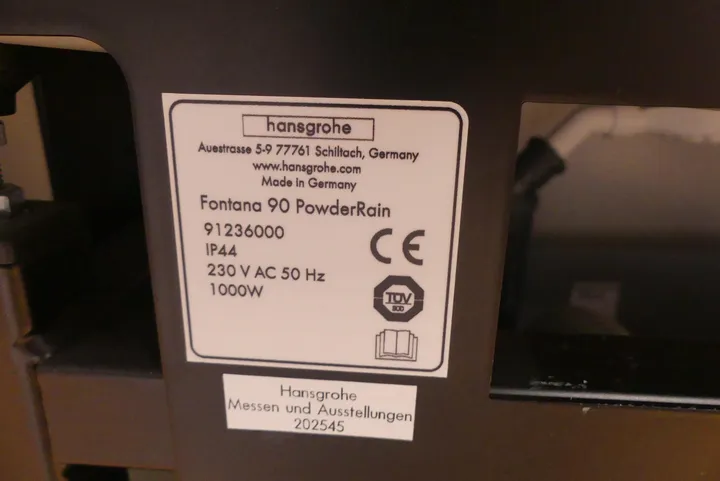 hansgrohe
Auestrasse 5-9 77761 Schiltach, Germany
www.hansgrohe.com
Made in Germany
Fontana 90 PowderRain
91236000
IP44
230 V AC 50 Hz
1000W
CE
TÜV
SÜD
Hansgrohe
Messen und Ausstellungen
202545